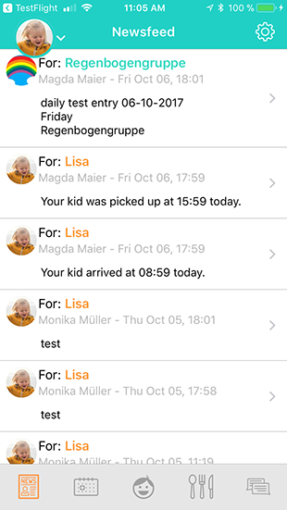 TestFlight 11:05 AM 100 %
Newsfeed
For: Regenbogengruppe
Magda Maier - Fri Oct 06, 18:01
daily test entry 06-10-2017
Friday
Regenbogengruppe
For: Lisa
Magda Maier - Fri Oct 06, 17:59
Your kid was picked up at 15:59 today.
For: Lisa
Magda Maier - Fri Oct 06, 17:59
Your kid arrived at 08:59 today.
For: Lisa
Monika Müller - Thu Oct 05, 18:01
test
For: Lisa
Monika Müller - Thu Oct 05, 17:58
test
For: Lisa
Monika Müller - Thu Oct 05, 11:19
NEWS